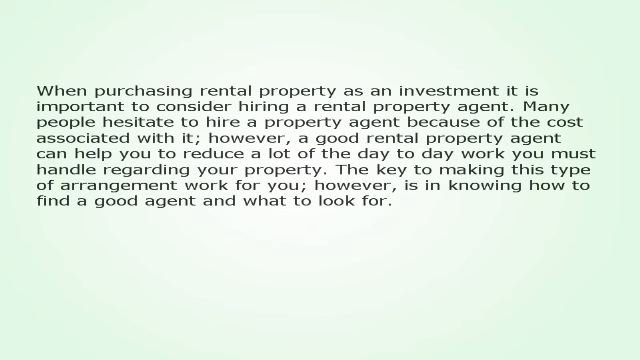 When purchasing rental property as an investment it is
important to consider hiring a rental property agent. Many
people hesitate to hire a property agent because of the cost
associated with it; however, a good rental property agent
can help you to reduce a lot of the day to day work you must
handle regarding your property. The key to making this type
of arrangement work for you; however, is in knowing how to
find a good agent and what to look for.